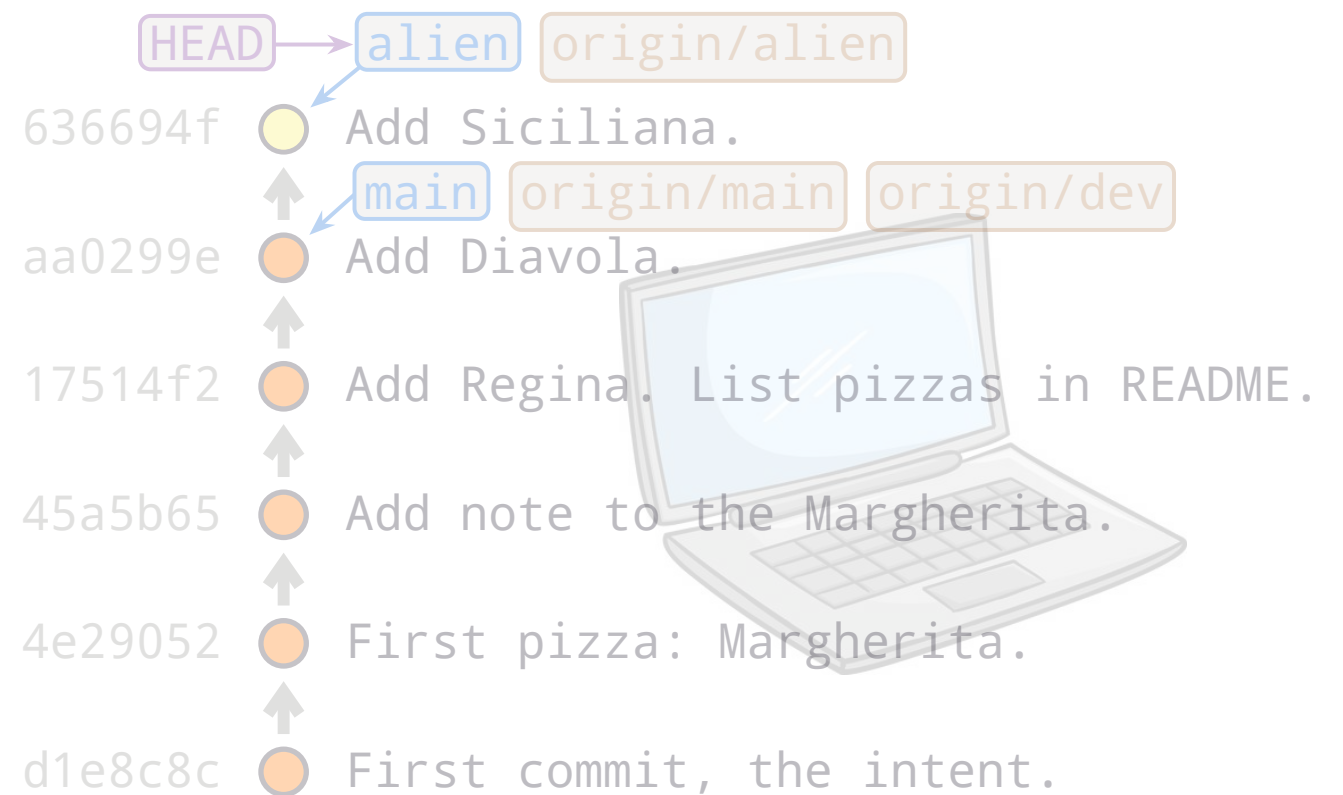 HEAD alien origin/alien
636694f Add Siciliana.
main origin/main origin/dev
aa0299e Add Diavola.
17514f2 Add Regina. List pizzas in README.
45a5b65 Add note to the Margherita.
4e29052 First pizza: Margherita.
d1e8c8c First commit, the intent.